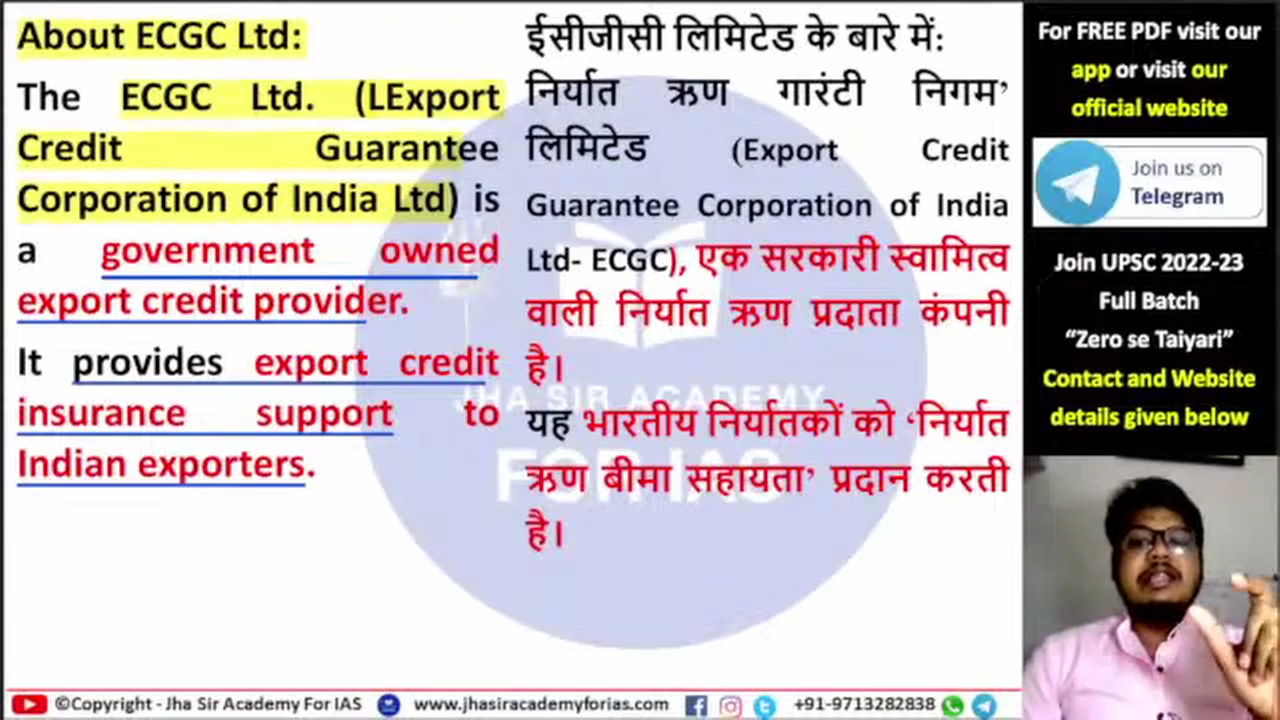 About ECGC Ltd:
The ECGC Ltd. (LExport
Credit Guarantee
Corporation of India Ltd) is
a government owned
export credit provider.
It provides export credit
insurance support to
Indian exporters.
ईसीजीसी लिमिटेड के बारे में:
निर्यात ऋण गारंटी निगम’
लिमिटेड (Export Credit
Guarantee Corporation of India
Ltd- ECGC), एक सरकारी स्वामित्व
वाली निर्यात ऋण प्रदाता कंपनी
है।
यह भारतीय निर्यातकों को ‘निर्यात
ऋण बीमा सहायता’ प्रदान करती
है।
JHA SIR ACADEMY
FOR IAS
For FREE PDF visit our
app or visit our
official website
Join us on
Telegram
Join UPSC 2022-23
Full Batch
“Zero se Taiyari”
Contact and Website
details given below
©Copyright - Jha Sir Academy For IAS www.jhasiracademyforias.com +91-9713282838